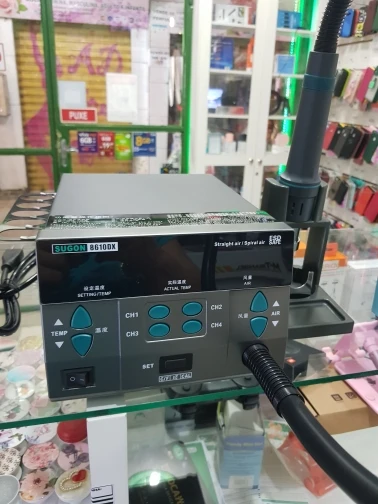 PUXE
SUGON 8610DX
Straight air / Spiral air
ESD
SAFE
设定温度
SETTING/TEMP
实际温度
ACTUAL TEMP
风量
AIR
CH1
CH2
TEMP
温度
风量
AIR
CH3
CH4
SET